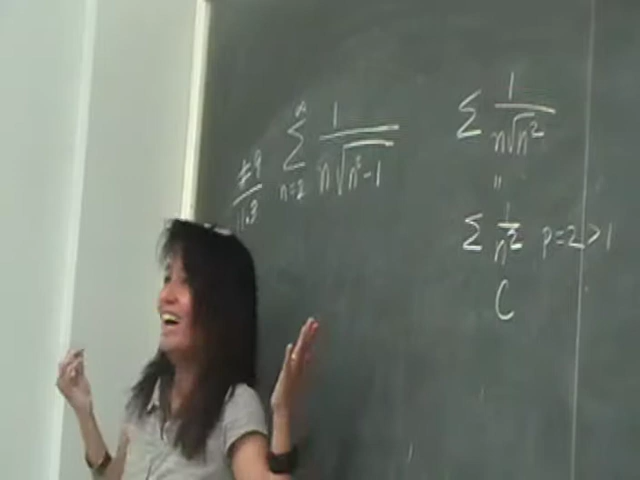 #9
11.3
∞
∑ 1/(n√(n²-1))
n=2
∑ 1/(n√n²)
"
∑ 1/n² p=2>1
C